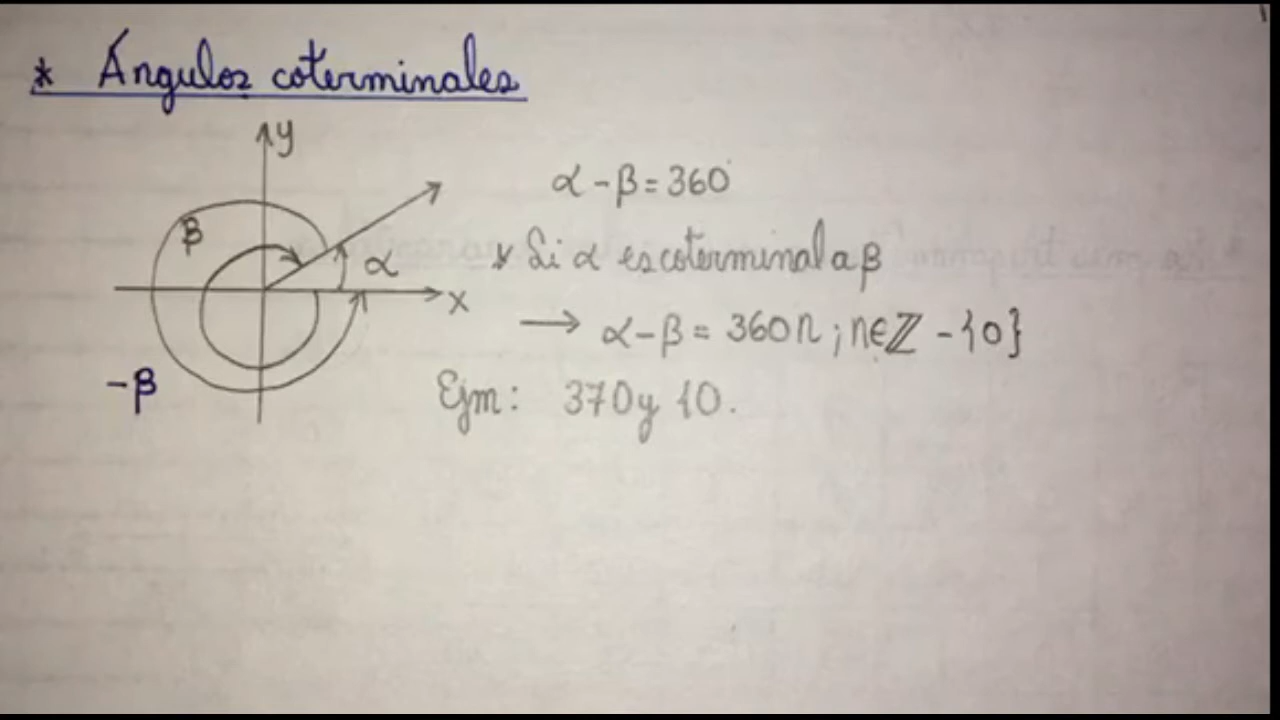 * Ángulos coterminales
y
β
α
x
-β
α - β = 360°
* Si α es coterminal a β
→ α - β = 360n ; n∈ℤ - {0}
Ejm: 370 y 10.